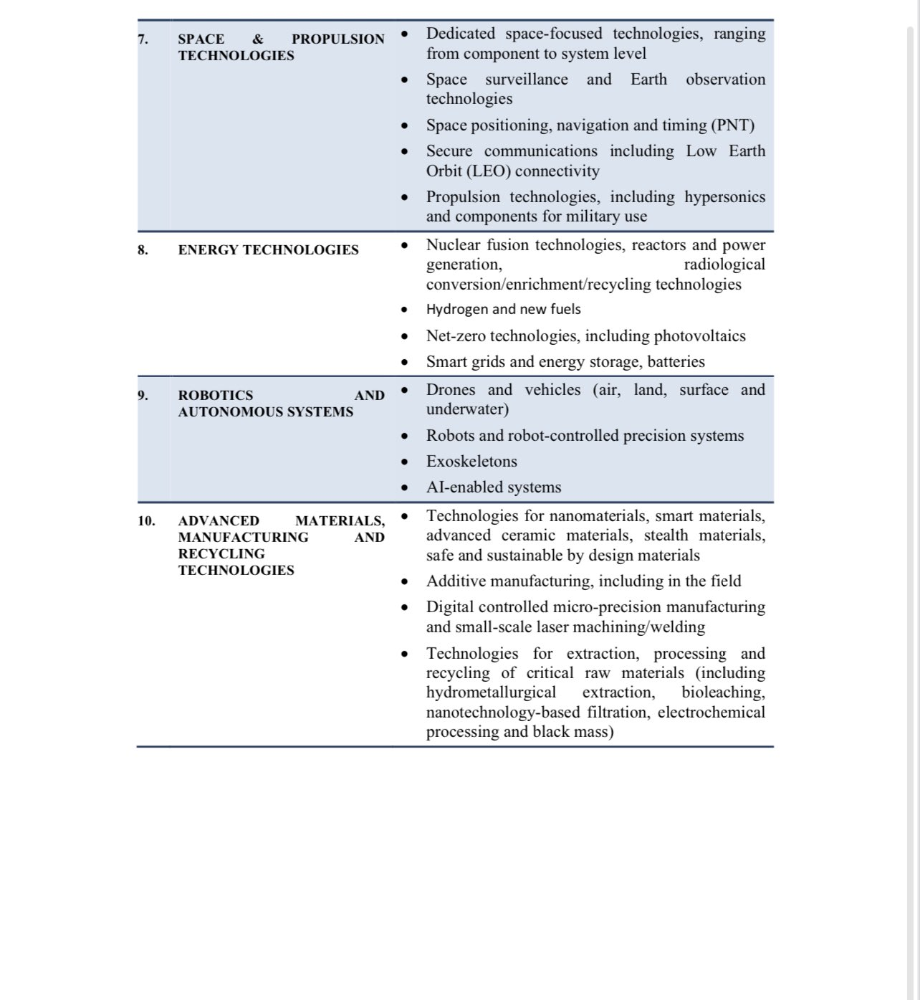 7. SPACE & PROPULSION
TECHNOLOGIES
• Dedicated space-focused technologies, ranging
from component to system level
• Space surveillance and Earth observation
technologies
• Space positioning, navigation and timing (PNT)
• Secure communications including Low Earth
Orbit (LEO) connectivity
• Propulsion technologies, including hypersonics
and components for military use
8. ENERGY TECHNOLOGIES
• Nuclear fusion technologies, reactors and power
generation, radiological
conversion/enrichment/recycling technologies
• Hydrogen and new fuels
• Net-zero technologies, including photovoltaics
• Smart grids and energy storage, batteries
9. ROBOTICS AND
AUTONOMOUS SYSTEMS
• Drones and vehicles (air, land, surface and
underwater)
• Robots and robot-controlled precision systems
• Exoskeletons
• AI-enabled systems
10. ADVANCED MATERIALS,
MANUFACTURING AND
RECYCLING
TECHNOLOGIES
• Technologies for nanomaterials, smart materials,
advanced ceramic materials, stealth materials,
safe and sustainable by design materials
• Additive manufacturing, including in the field
• Digital controlled micro-precision manufacturing
and small-scale laser machining/welding
• Technologies for extraction, processing and
recycling of critical raw materials (including
hydrometallurgical extraction, bioleaching,
nanotechnology-based filtration, electrochemical
processing and black mass)